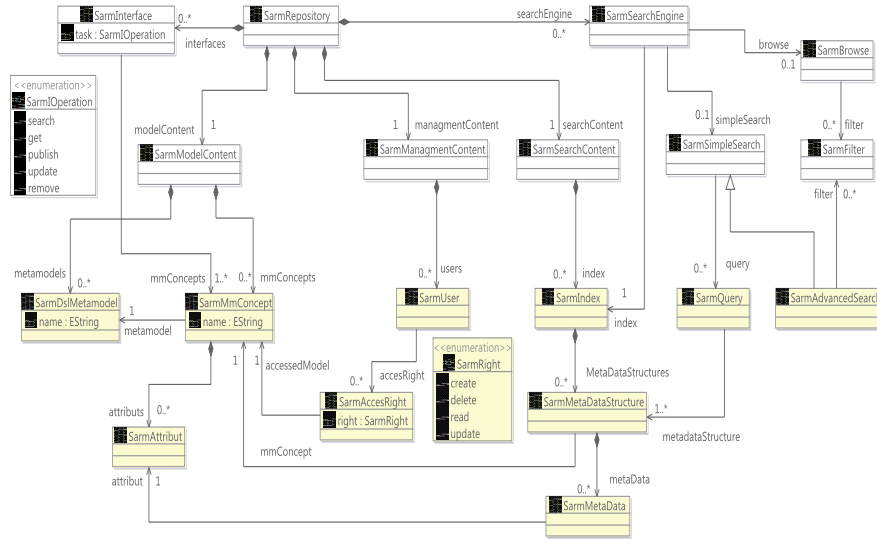 SarmInterface
task : SarmIOperation
0..*
interfaces
SarmRepository
searchEngine
0..*
SarmSearchEngine
browse
0..1
SarmBrowse
<<enumeration>>
SarmIOperation
search
get
publish
update
remove
modelContent
1
SarmModelContent
1
managmentContent
SarmManagmentContent
1
searchContent
SarmSearchContent
0..1
simpleSearch
SarmSimpleSearch
0..*
filter
SarmFilter
filter
0..*
metamodels
0..*
mmConcepts
1..*
0..*
mmConcepts
0..*
users
0..*
index
1
index
0..*
query
SarmDslMetamodel
name : EString
1
metamodel
SarmMmConcept
name : EString
SarmUser
SarmIndex
SarmQuery
SarmAdvancedSearch
<<enumeration>>
SarmRight
create
delete
read
update
1
1
accessedModel
0..*
accesRight
SarmAccesRight
right : SarmRight
0..*
MetaDataStructures
SarmMetaDataStructure
1..*
metadataStructure
attributs
0..*
SarmAttribut
attribut
1
mmConcept
0..*
metaData
SarmMetaData